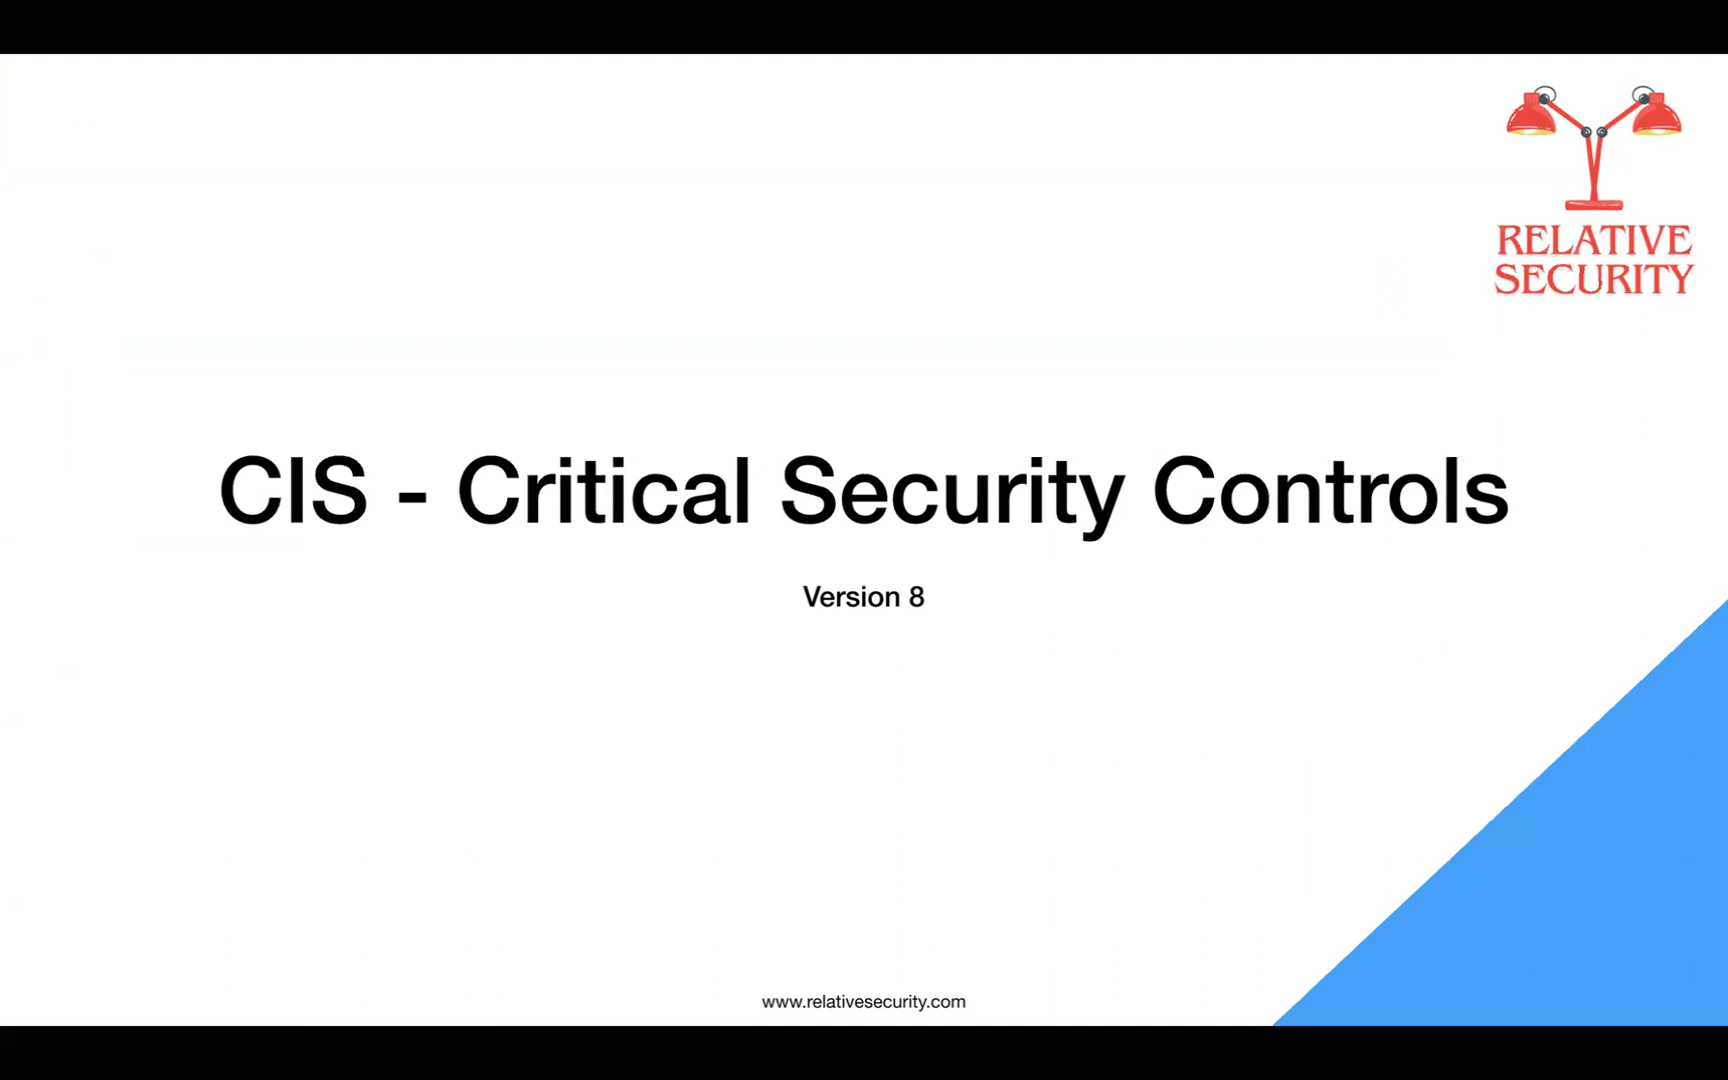 RELATIVE
SECURITY
CIS - Critical Security Controls
Version 8
www.relativesecurity.com